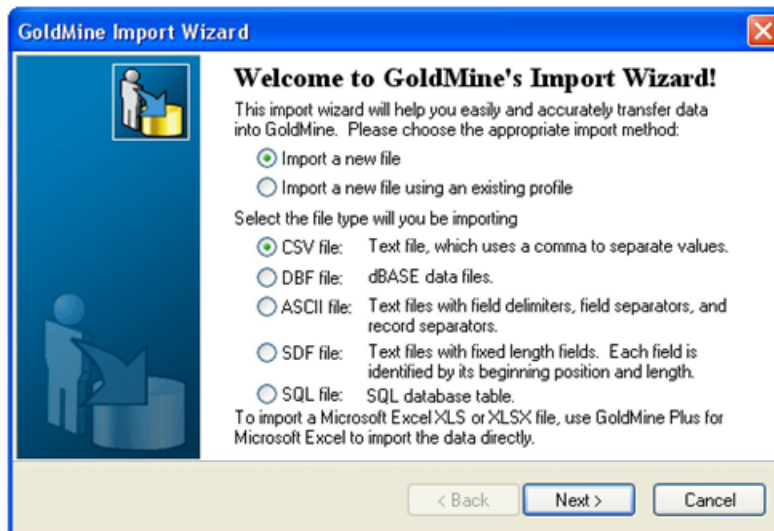 GoldMine Import Wizard
Welcome to GoldMine's Import Wizard!
This import wizard will help you easily and accurately transfer data
into GoldMine. Please choose the appropriate import method:
Import a new file
Import a new file using an existing profile
Select the file type will you be importing
CSV file: Text file, which uses a comma to separate values.
DBF file: dBASE data files.
ASCII file: Text files with field delimiters, field separators, and
record separators.
SDF file: Text files with fixed length fields. Each field is
identified by its beginning position and length.
SQL file: SQL database table.
To import a Microsoft Excel XLS or XLSX file, use GoldMine Plus for
Microsoft Excel to import the data directly.
< Back Next > Cancel